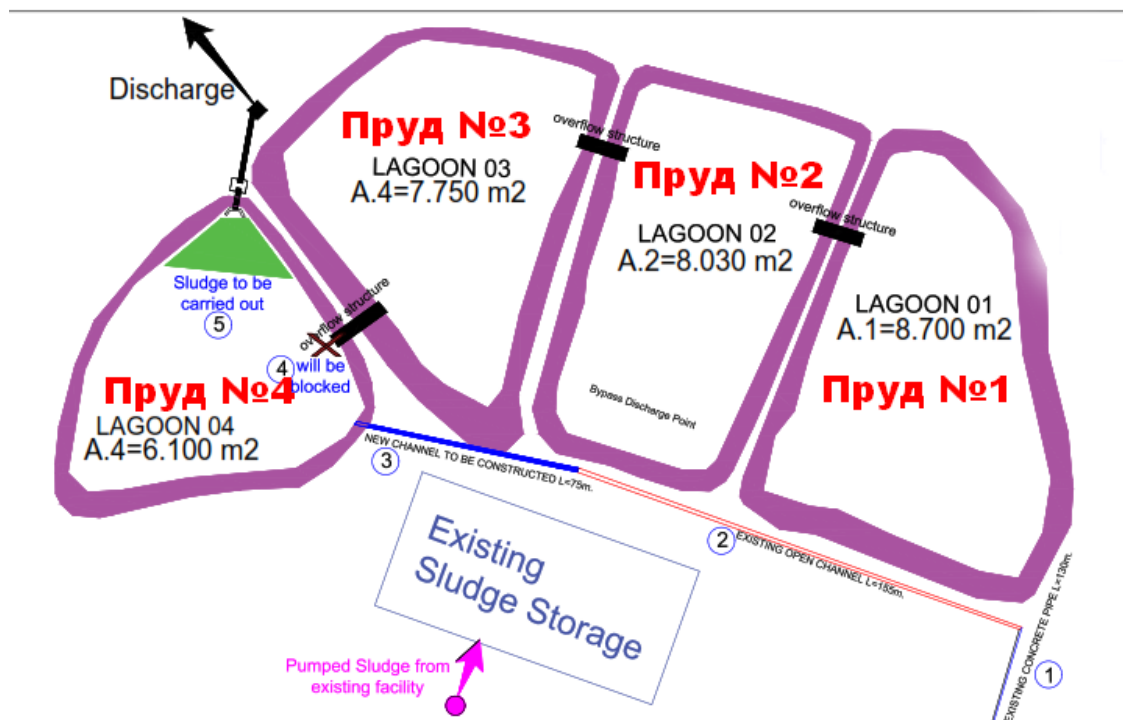 Discharge
Пруд №3
LAGOON 03
A.4=7.750 m2
overflow structure
Пруд №2
LAGOON 02
A.2=8.030 m2
overflow structure
LAGOON 01
A.1=8.700 m2
Пруд №1
Sludge to be
carried out
5
overflow structure
4
will be
blocked
Пруд №4
LAGOON 04
A.4=6.100 m2
Bypass Discharge Point
NEW CHANNEL TO BE CONSTRUCTED L=75m.
3
2
EXISTING OPEN CHANNEL L=155m.
Existing
Sludge Storage
EXISTING CONCRETE PIPE L=130m.
1
Pumped Sludge from
existing facility